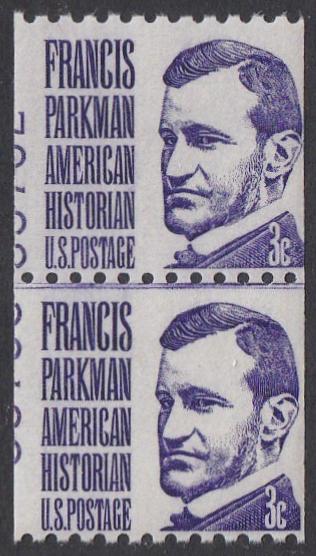 FRANCIS
PARKMAN
AMERICAN
HISTORIAN
U.S.POSTAGE
3c
FRANCIS
PARKMAN
AMERICAN
HISTORIAN
U.S.POSTAGE
3c